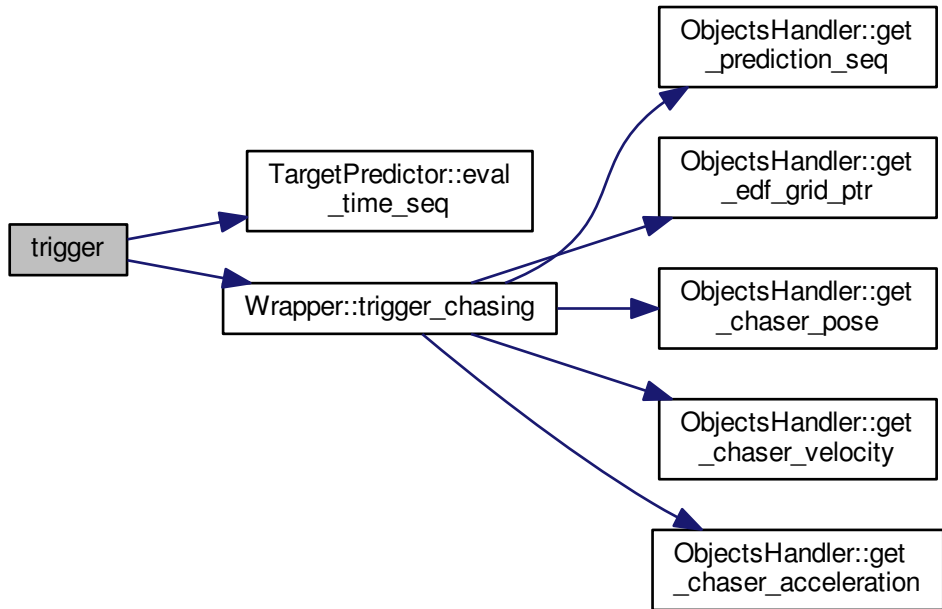 trigger
TargetPredictor::eval
_time_seq
Wrapper::trigger_chasing
ObjectsHandler::get
_prediction_seq
ObjectsHandler::get
_edf_grid_ptr
ObjectsHandler::get
_chaser_pose
ObjectsHandler::get
_chaser_velocity
ObjectsHandler::get
_chaser_acceleration